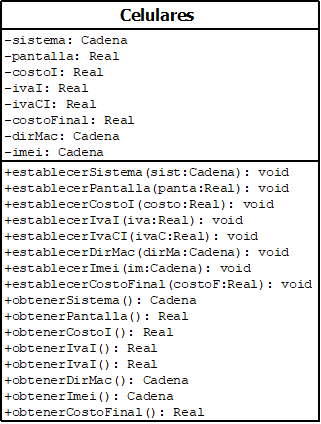 Celulares
-sistema: Cadena
-pantalla: Real
-costoI: Real
-ivaI: Real
-ivaCI: Real
-costoFinal: Real
-dirMac: Cadena
-imei: Cadena
+establecerSistema(sist:Cadena): void
+establecerPantalla(panta:Real): void
+establecerCostoI(costo:Real): void
+establecerIvaI(iva:Real): void
+establecerIvaCI(ivaC:Real): void
+establecerDirMac(dirMa:Cadena): void
+establecerImei(im:Cadena): void
+establecerCostoFinal(costoF:Real): void
+obtenerSistema(): Cadena
+obtenerPantalla(): Real
+obtenerCostoI(): Real
+obtenerIvaI(): Real
+obtenerIvaI(): Real
+obtenerDirMac(): Cadena
+obtenerImei(): Cadena
+obtenerCostoFinal(): Real